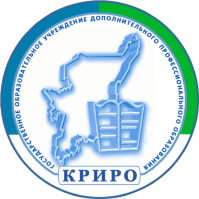 ГОСУДАРСТВЕННОЕ ОБРАЗОВАТЕЛЬНОЕ УЧРЕЖДЕНИЕ ДОПОЛНИТЕЛЬНОГО ПРОФЕССИОНАЛЬНОГО ОБРАЗОВАНИЯ
КРИРО